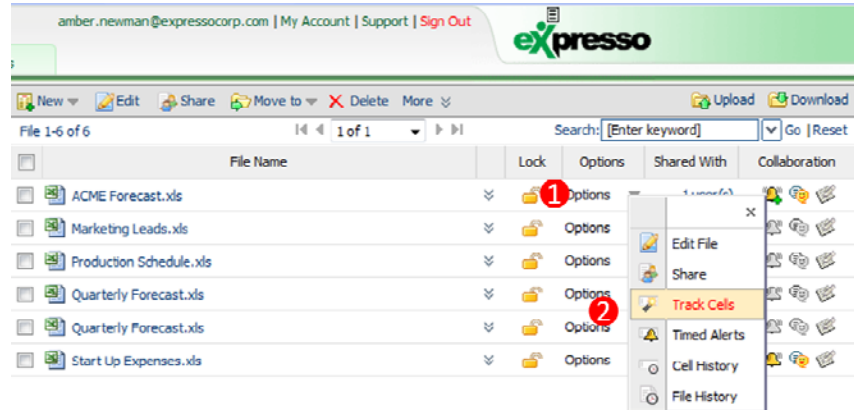 amber.newman@expressocorp.com | My Account | Support | Sign Out
expresso
s
New Edit Share Move to Delete More Upload Download
File 1-6 of 6 1 of 1 Search: [Enter keyword] Go | Reset
File Name Lock Options Shared With Collaboration
ACME Forecast.xls 1 Options 1 user(s)
Marketing Leads.xls Options
Production Schedule.xls Options
Quarterly Forecast.xls Options
Quarterly Forecast.xls Options
Start Up Expenses.xls Options
2
x
Edit File
Share
Track Cells
Timed Alerts
Cell History
File History